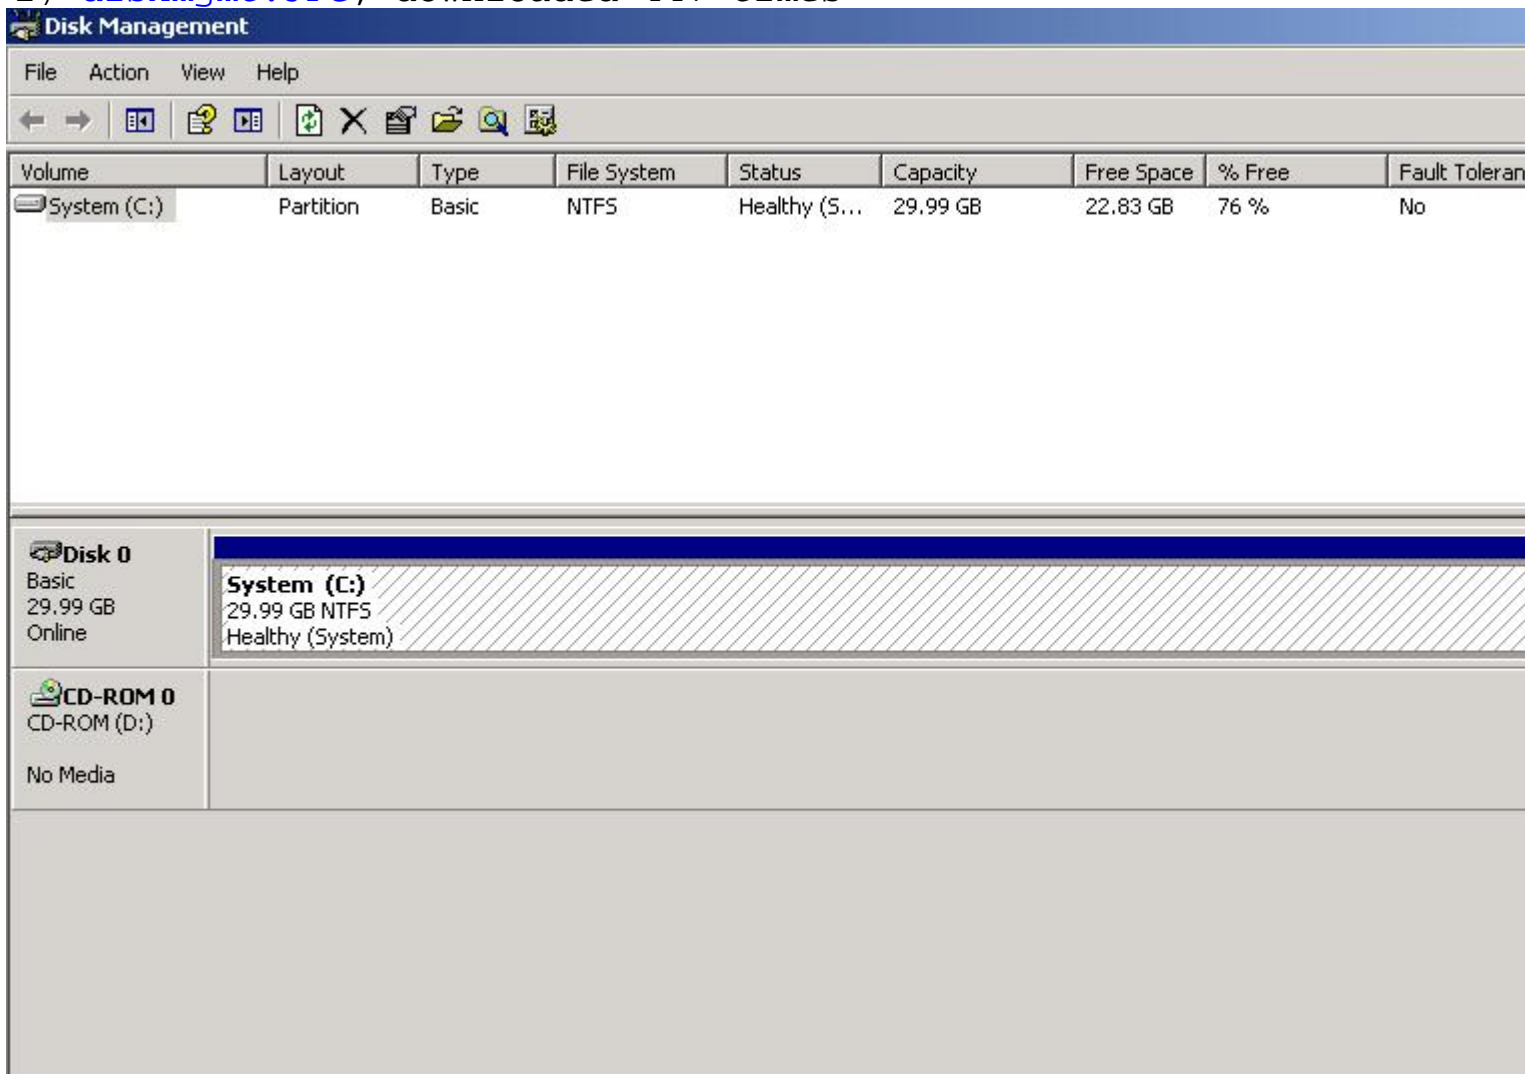 Disk Management
File Action View Help
Volume Layout Type File System Status Capacity Free Space % Free Fault Toleran
System (C:) Partition Basic NTFS Healthy (S... 29.99 GB 22.83 GB 76 % No
Disk 0
Basic
29.99 GB
Online
System (C:)
29.99 GB NTFS
Healthy (System)
CD-ROM 0
CD-ROM (D:)
No Media